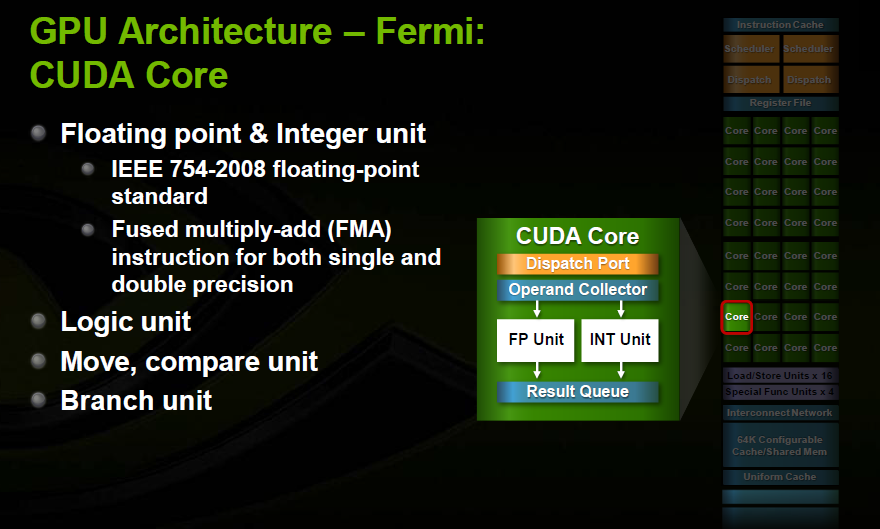 GPU Architecture – Fermi:
CUDA Core
Floating point & Integer unit
IEEE 754-2008 floating-point
standard
Fused multiply-add (FMA)
instruction for both single and
double precision
Logic unit
Move, compare unit
Branch unit
CUDA Core
Dispatch Port
Operand Collector
FP Unit INT Unit
Result Queue
Instruction Cache
Scheduler Scheduler
Dispatch Dispatch
Register File
Core Core Core Core
Core Core Core Core
Core Core Core Core
Core Core Core Core
Core Core Core Core
Core Core Core Core
Core Core Core Core
Core Core Core Core
Load/Store Units x 16
Special Func Units x 4
Interconnect Network
64K Configurable
Cache/Shared Mem
Uniform Cache